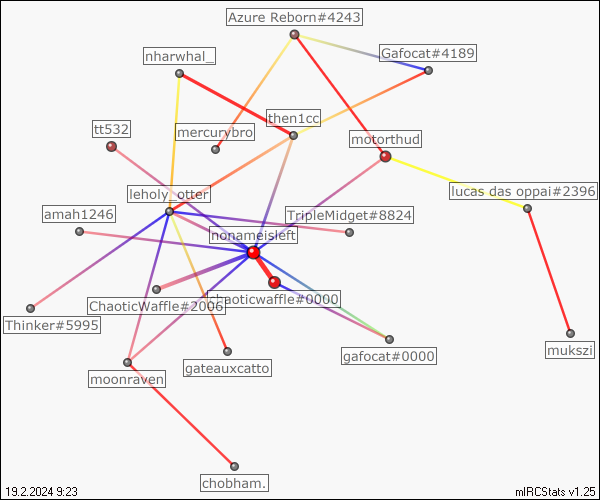 Azure Reborn#4243
Gafocat#4189
nharwhal_
then1cc
tt532
mercurybro
motorthud
lucas das oppai#2396
leholy_otter
amah1246
TripleMidget#8824
nonameisleft
ChaoticWaffle#2006
chaoticwaffle#0000
Thinker#5995
gafocat#0000
mukszi
gateauxcatto
moonraven
chobham.
19.2.2024 9:23
mIRCStats v1.25